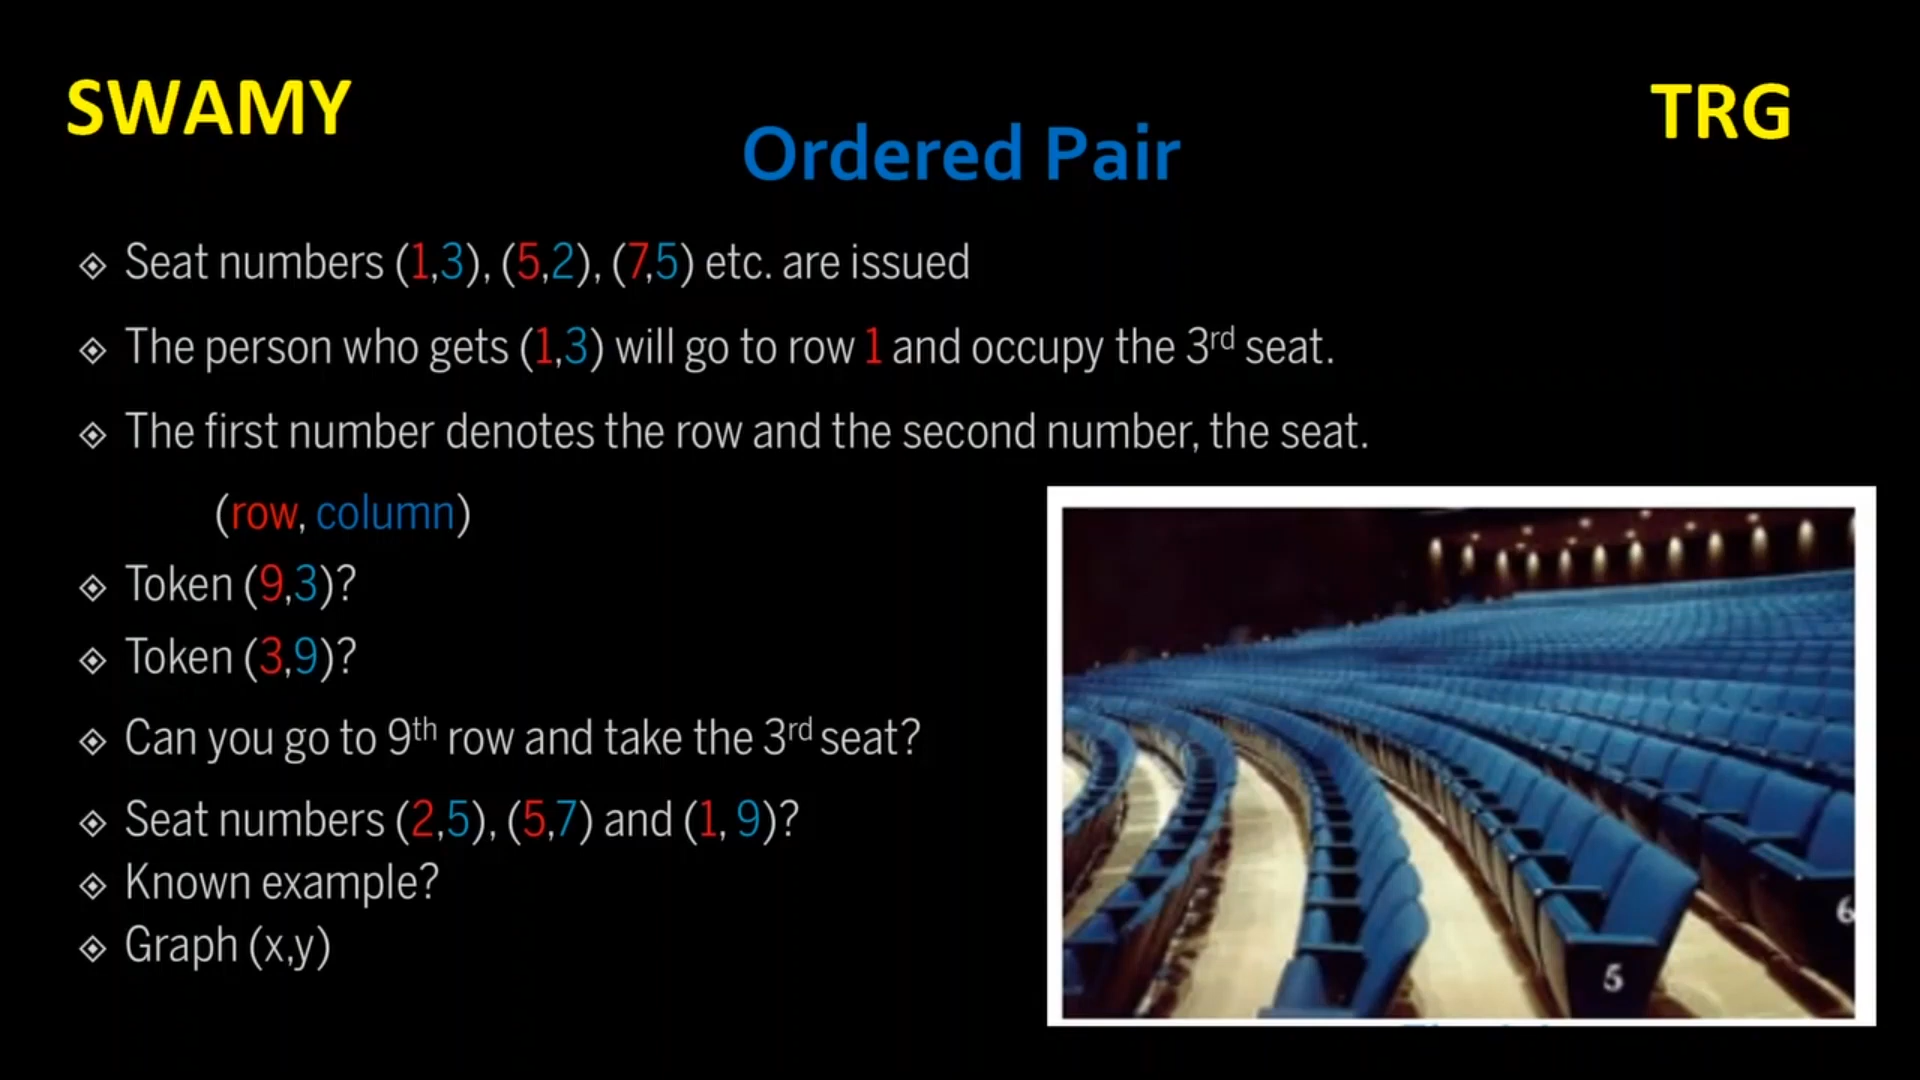 SWAMY
TRG
Ordered Pair
Seat numbers (1,3), (5,2), (7,5) etc. are issued
The person who gets (1,3) will go to row 1 and occupy the 3rd seat.
The first number denotes the row and the second number, the seat.
(row, column)
Token (9,3)?
Token (3,9)?
Can you go to 9th row and take the 3rd seat?
Seat numbers (2,5), (5,7) and (1, 9)?
Known example?
Graph (x,y)
6
5